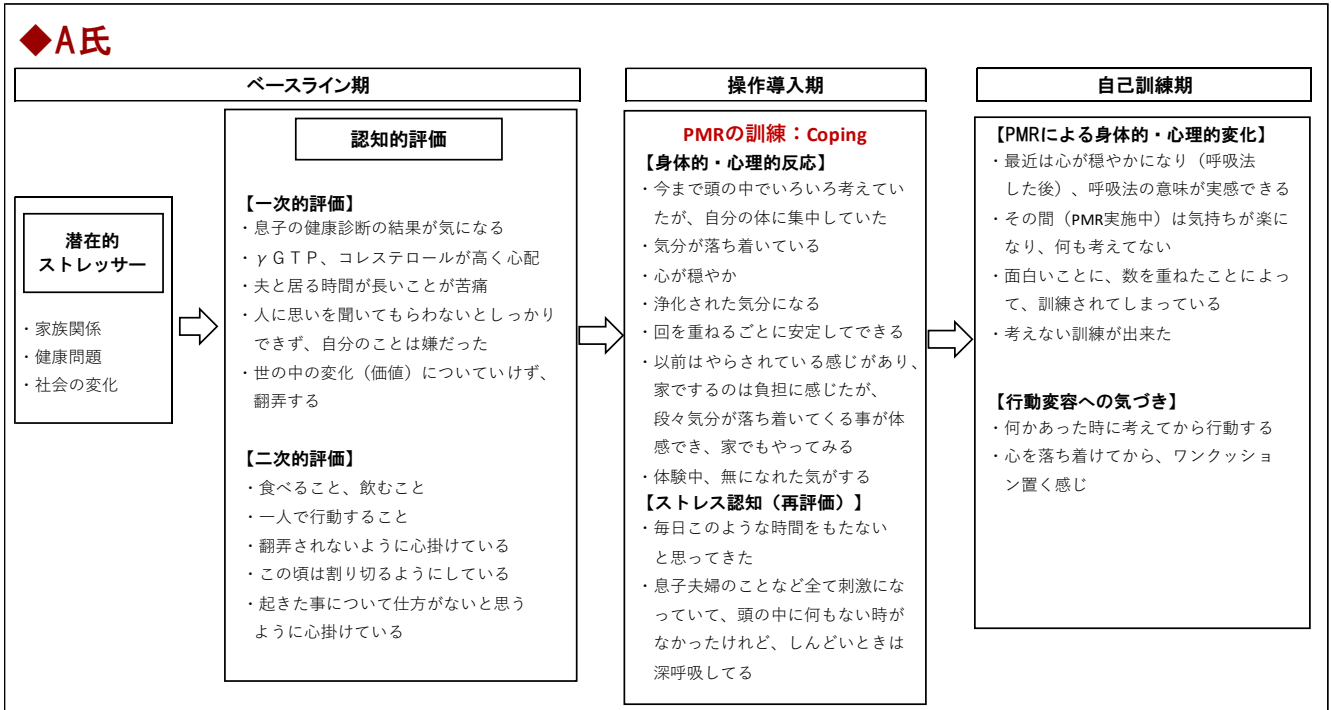 ◆A氏
ベースライン期
潜在的
ストレッサー
・家族関係
・健康問題
・社会の変化
認知的評価
【一次的評価】
・息子の健康診断の結果が気になる
・γＧＴＰ、コレステロールが高く心配
・夫と居る時間が長いことが苦痛
・人に思いを聞いてもらわないとしっかり
できず、自分のことは嫌だった
・世の中の変化（価値）についていけず、
翻弄する
【二次的評価】
・食べること、飲むこと
・一人で行動すること
・翻弄されないように心掛けている
・この頃は割り切るようにしている
・起きた事について仕方がないと思う
ように心掛けている
操作導入期
PMRの訓練：Coping
【身体的・心理的反応】
・今まで頭の中でいろいろ考えてい
たが、自分の体に集中していた
・気分が落ち着いている
・心が穏やか
・浄化された気分になる
・回を重ねるごとに安定してできる
・以前はやらされている感じがあり、
家でするのは負担に感じたが、
段々気分が落ち着いてくる事が体
感でき、家でもやってみる
・体験中、無になれた気がする
【ストレス認知（再評価）】
・毎日このような時間をもたない
と思ってきた
・息子夫婦のことなど全て刺激にな
っていて、頭の中に何もない時が
なかったけれど、しんどいときは
深呼吸してる
自己訓練期
【PMRによる身体的・心理的変化】
・最近は心が穏やかになり（呼吸法
した後）、呼吸法の意味が実感できる
・その間（PMR実施中）は気持ちが楽に
なり、何も考えてない
・面白いことに、数を重ねたことによっ
て、訓練されてしまっている
・考えない訓練が出来た
【行動変容への気づき】
・何かあった時に考えてから行動する
・心を落ち着けてから、ワンクッショ
ン置く感じ